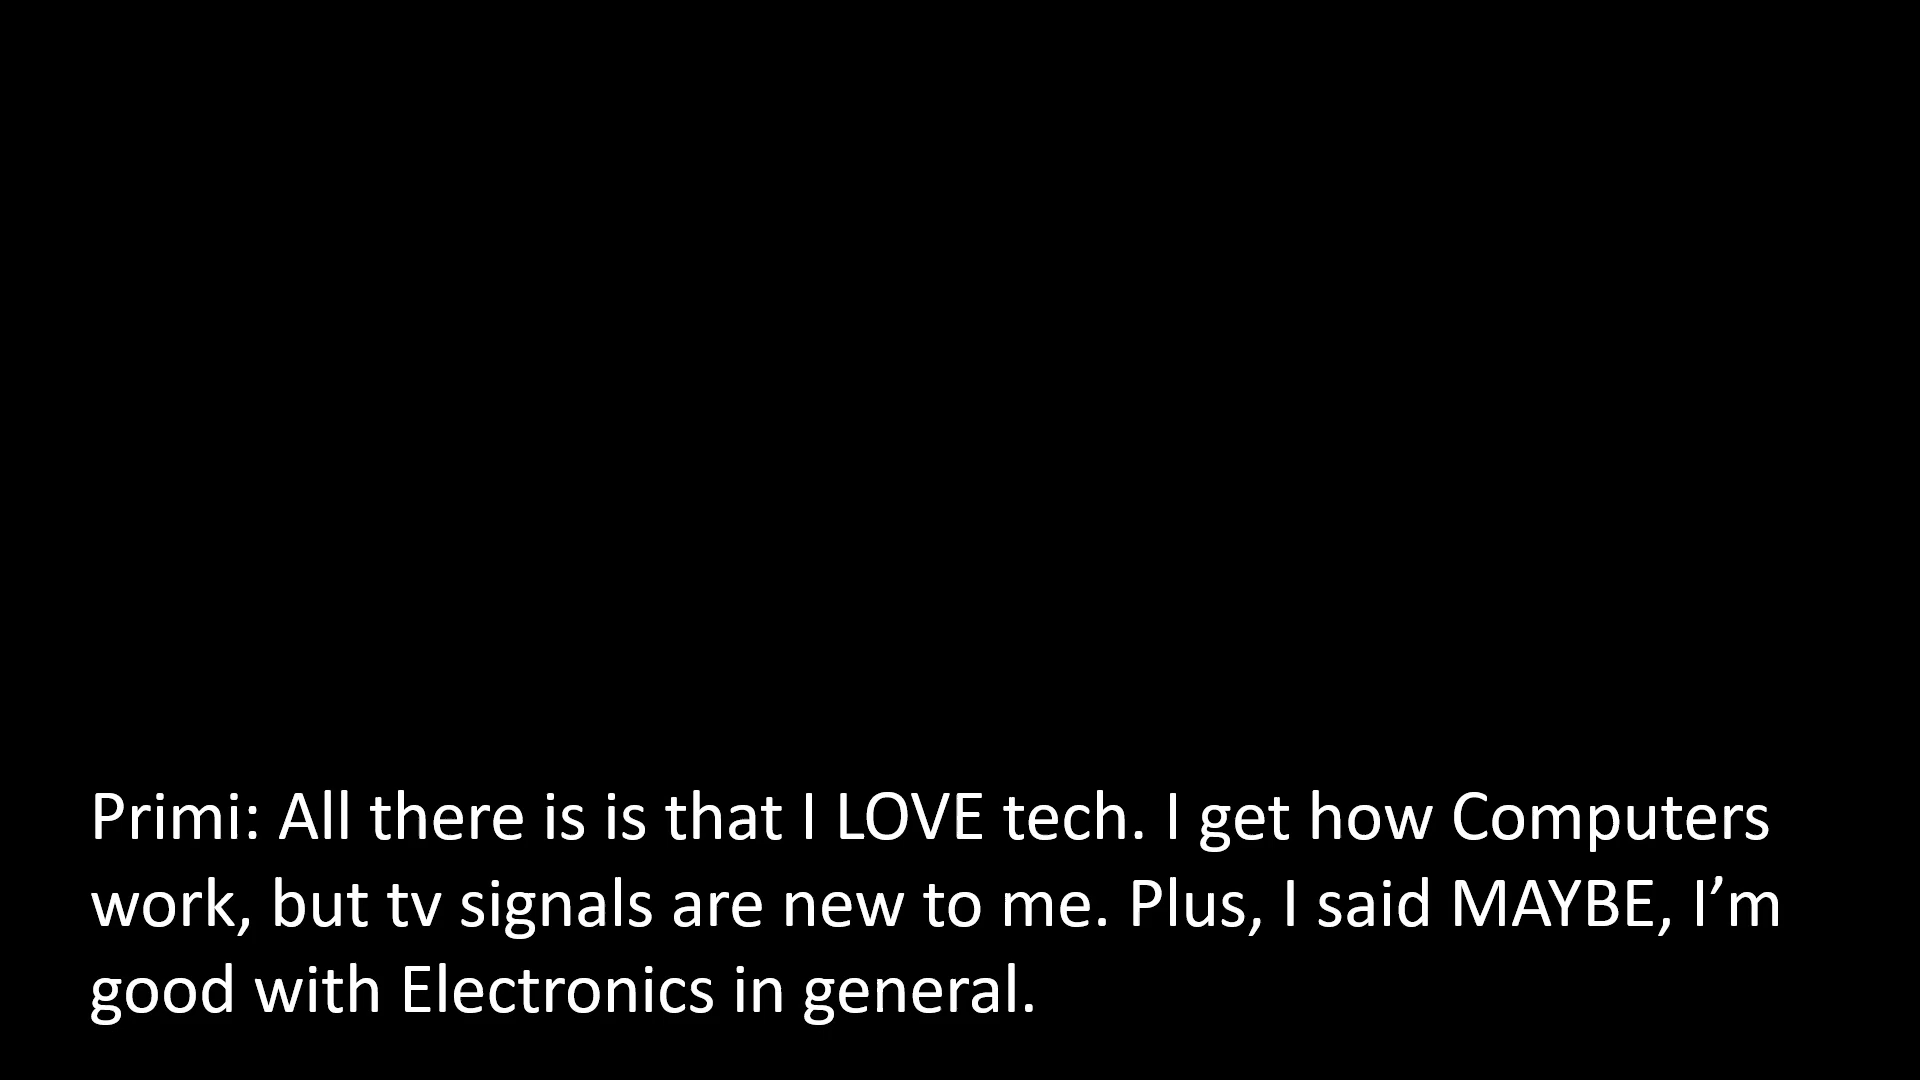 Primi: All there is is that I LOVE tech. I get how Computers
work, but tv signals are new to me. Plus, I said MAYBE, I’m
good with Electronics in general.